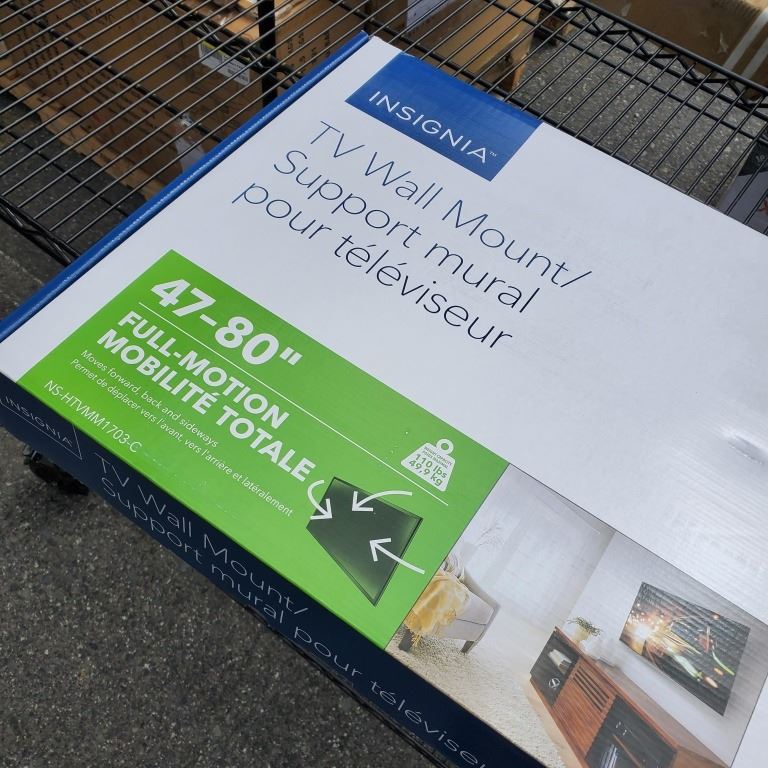 INSIGNIA™
TV Wall Mount/
Support mural
pour téléviseur
47-80"
FULL-MOTION
MOBILITÉ TOTALE
Moves forward, back and sideways
Permet de déplacer vers l'avant, vers l'arrière et latéralement
NS-HTVMM1703-C
110 lbs
49,9 kg
INSIGNIA
TV Wall Mount/
Support mural pour téléviseu